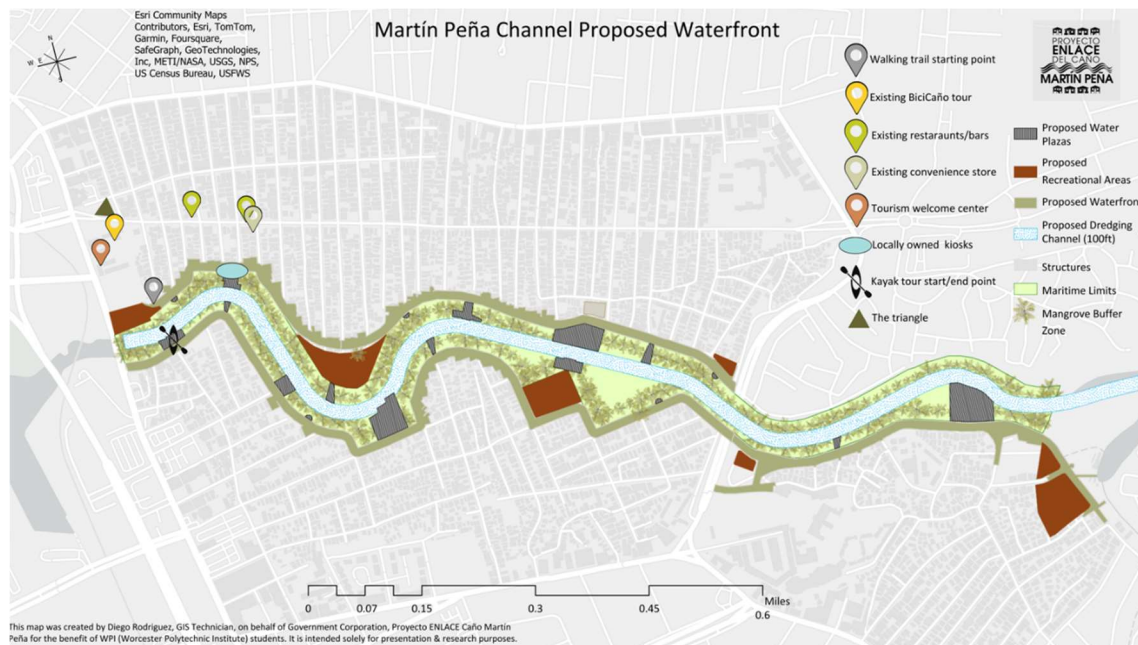 Esri Community Maps
Contributors, Esri, TomTom,
Garmin, Foursquare,
SafeGraph, GeoTechnologies,
Inc, METI/NASA, USGS, NPS,
US Census Bureau, USFWS
Martín Peña Channel Proposed Waterfront
N
W E
S
PROYECTO
ENLACE
DEL CAÑO
MARTÍN PEÑA
Walking trail starting point
Existing BiciCaño tour
Existing restaraunts/bars
Existing convenience store
Tourism welcome center
Locally owned kiosks
Kayak tour start/end point
The triangle
Proposed Water
Plazas
Proposed
Recreational Areas
Proposed Waterfron
Proposed Dredging
Channel (100ft)
Structures
Maritime Limits
Mangrove Buffer
Zone
0 0.07 0.15 0.3 0.45 0.6
Miles
This map was created by Diego Rodriguez, GIS Technician, on behalf of Government Corporation, Proyecto ENLACE Caño Martín
Peña for the benefit of WPI (Worcester Polytechnic Institute) students. It is intended solely for presentation & research purposes.